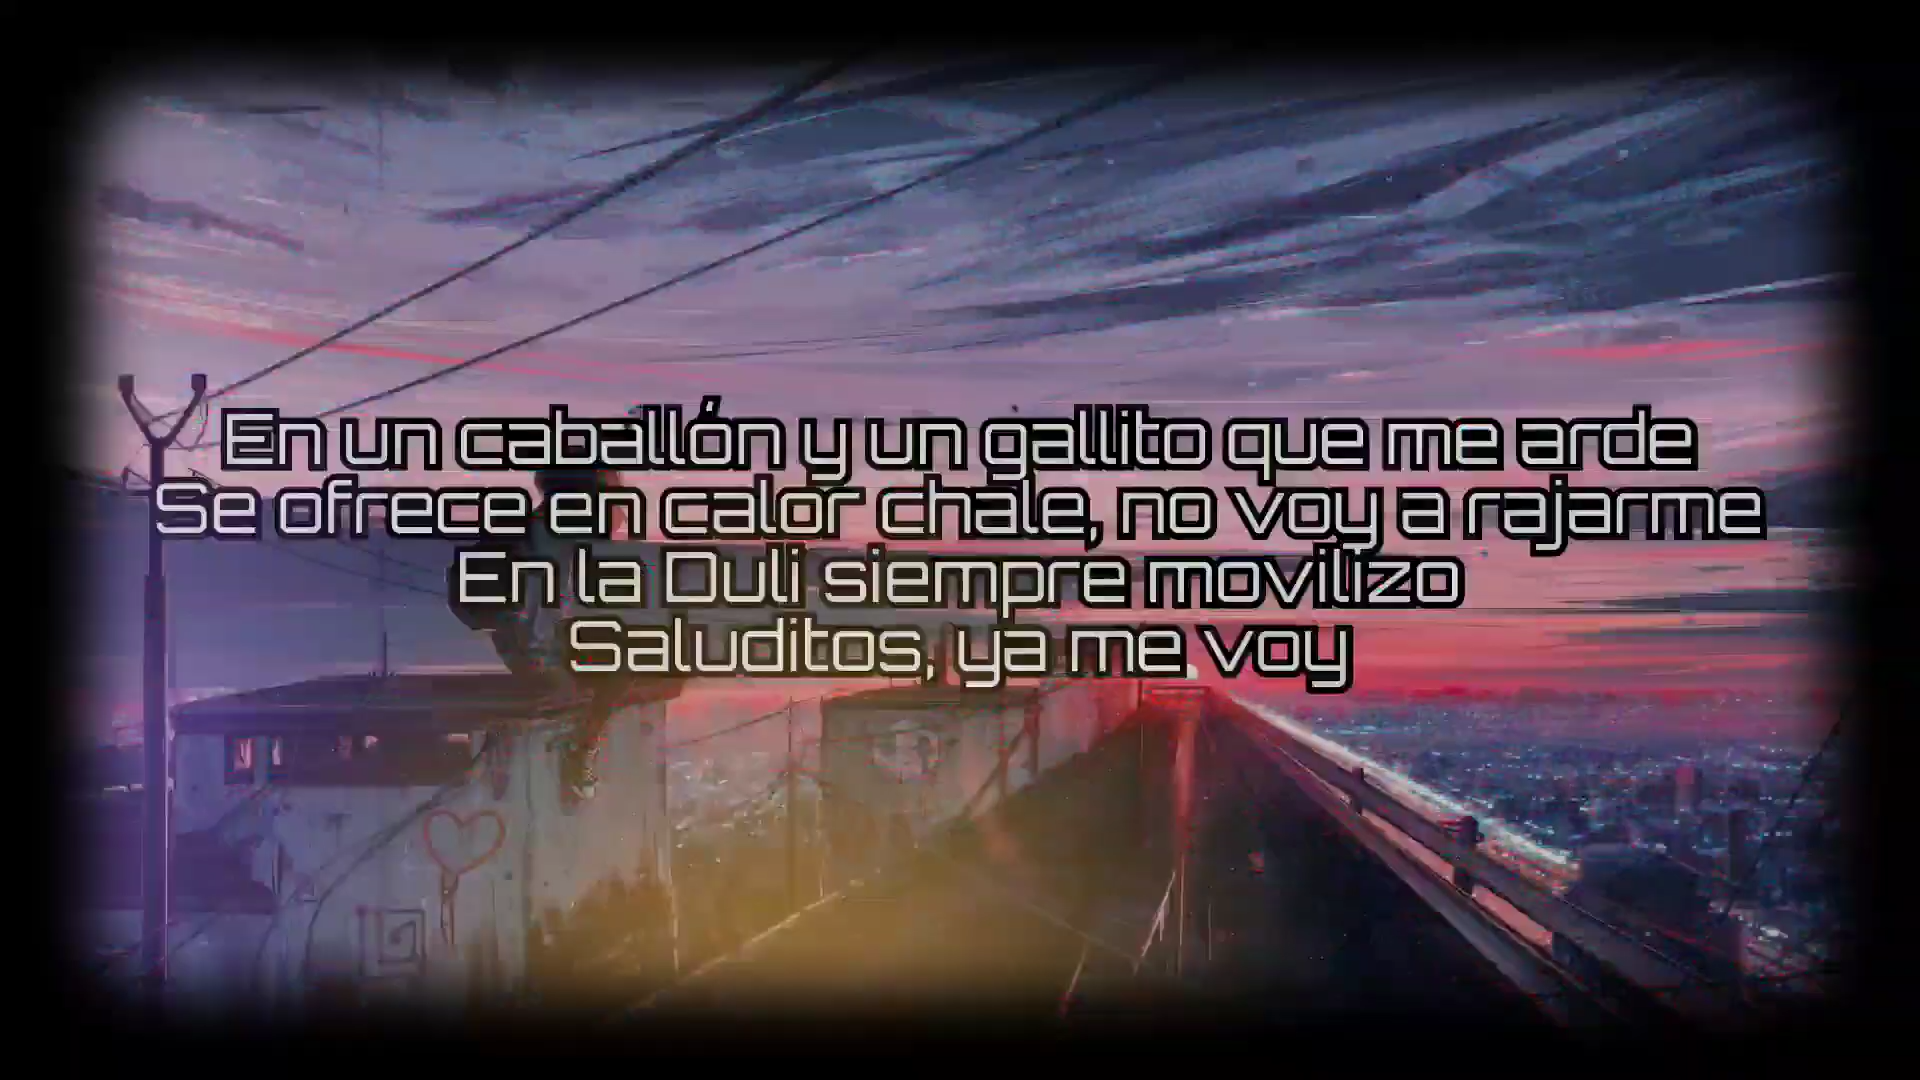 En un caballón y un gallito que me arde
Se ofrece en calor chale, no voy a rajarme
En la Duli siempre movilizo
Saluditos, ya me voy